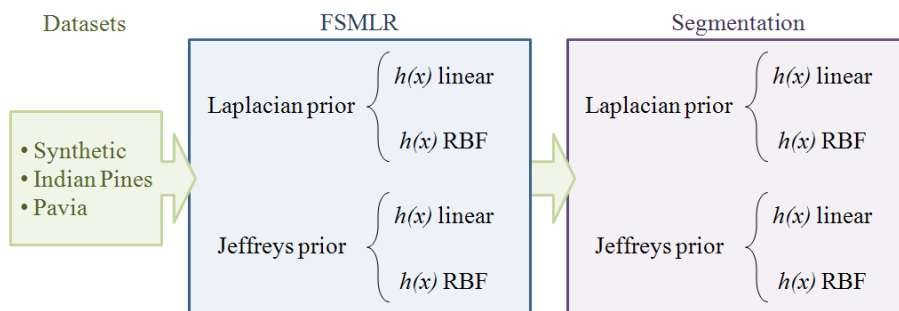 Datasets
FSMLR
Segmentation
• Synthetic
• Indian Pines
• Pavia
Laplacian prior
h(x) linear
h(x) RBF
Jeffreys prior
h(x) linear
h(x) RBF
Laplacian prior
h(x) linear
h(x) RBF
Jeffreys prior
h(x) linear
h(x) RBF